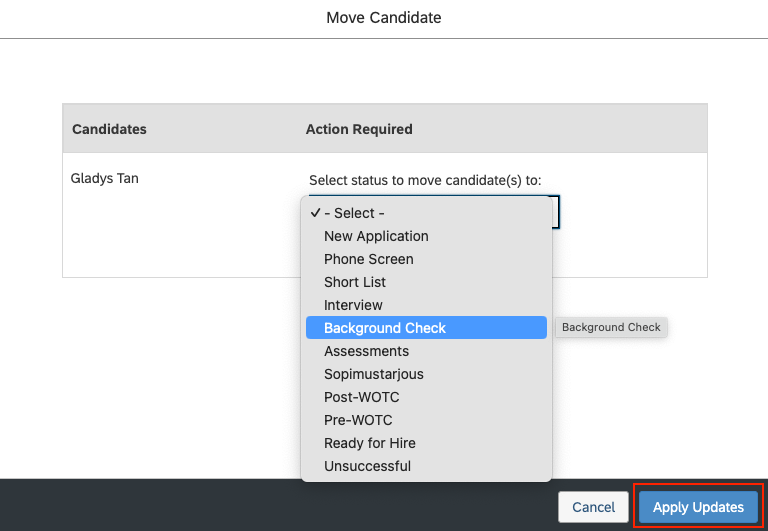 Move Candidate
Candidates Action Required
Gladys Tan Select status to move candidate(s) to:
✓ - Select -
New Application
Phone Screen
Short List
Interview
Background Check Background Check
Assessments
Sopimustarjous
Post-WOTC
Pre-WOTC
Ready for Hire
Unsuccessful
Cancel Apply Updates